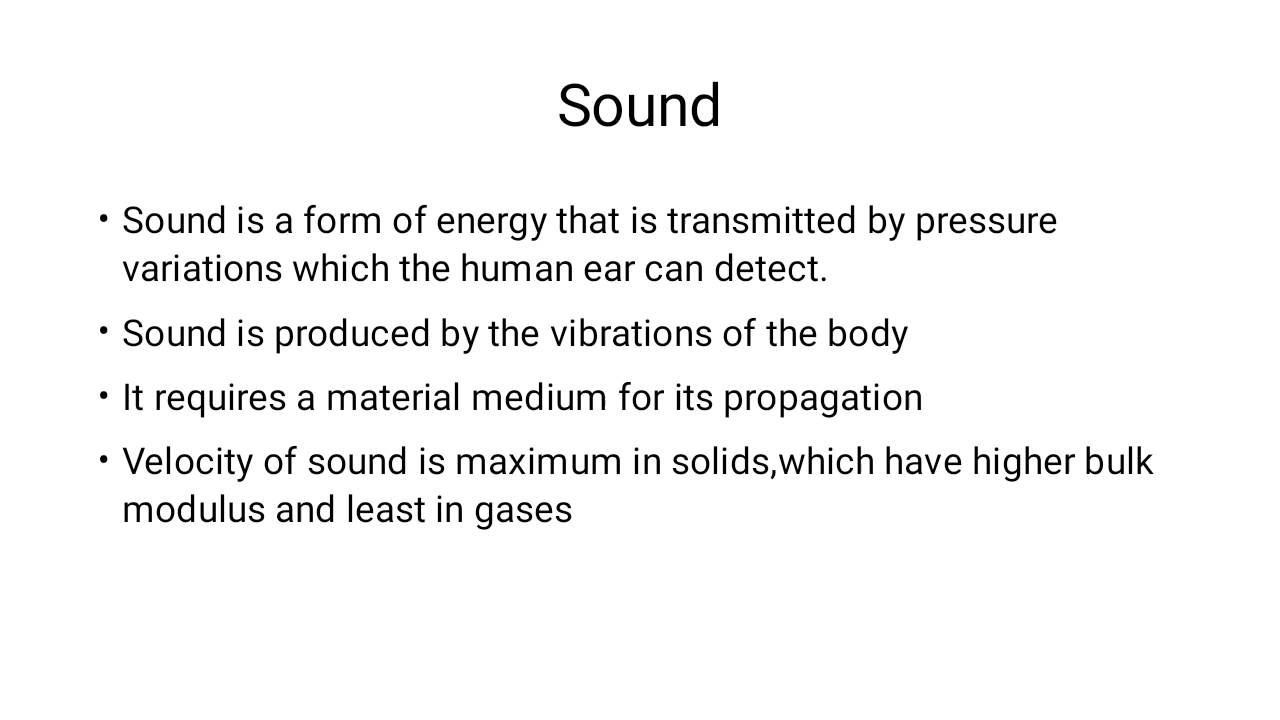 Sound
• Sound is a form of energy that is transmitted by pressure
variations which the human ear can detect.
• Sound is produced by the vibrations of the body
• It requires a material medium for its propagation
• Velocity of sound is maximum in solids,which have higher bulk
modulus and least in gases